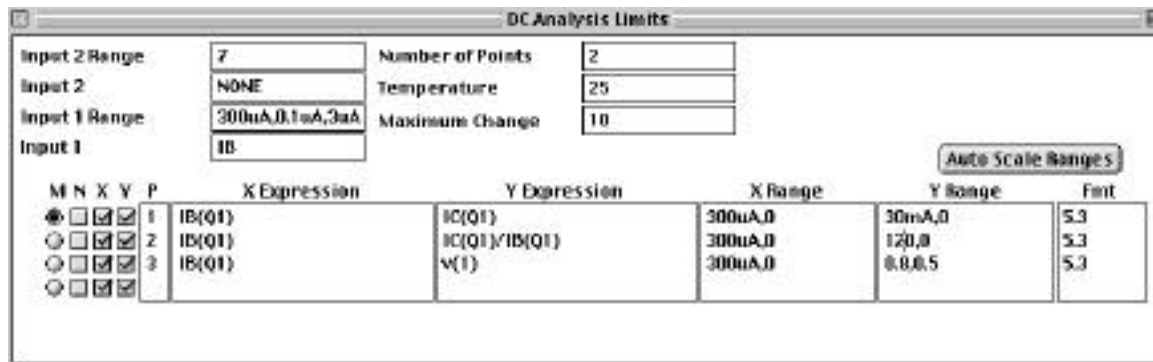 DC Analysis Limits
Input 2 Range 7 Number of Points 2
Input 2 NONE Temperature 25
Input 1 Range 300uA,0.1uA,3uA Maximum Change 10
Input 1 IB
Auto Scale Ranges
M N X Y P X Expression Y Expression X Range Y Range Fmt
1 IB(Q1) IC(Q1) 300uA,0 30mA,0 5.3
2 IB(Q1) IC(Q1)/IB(Q1) 300uA,0 120,0 5.3
3 IB(Q1) v(1) 300uA,0 0.8,0.5 5.3